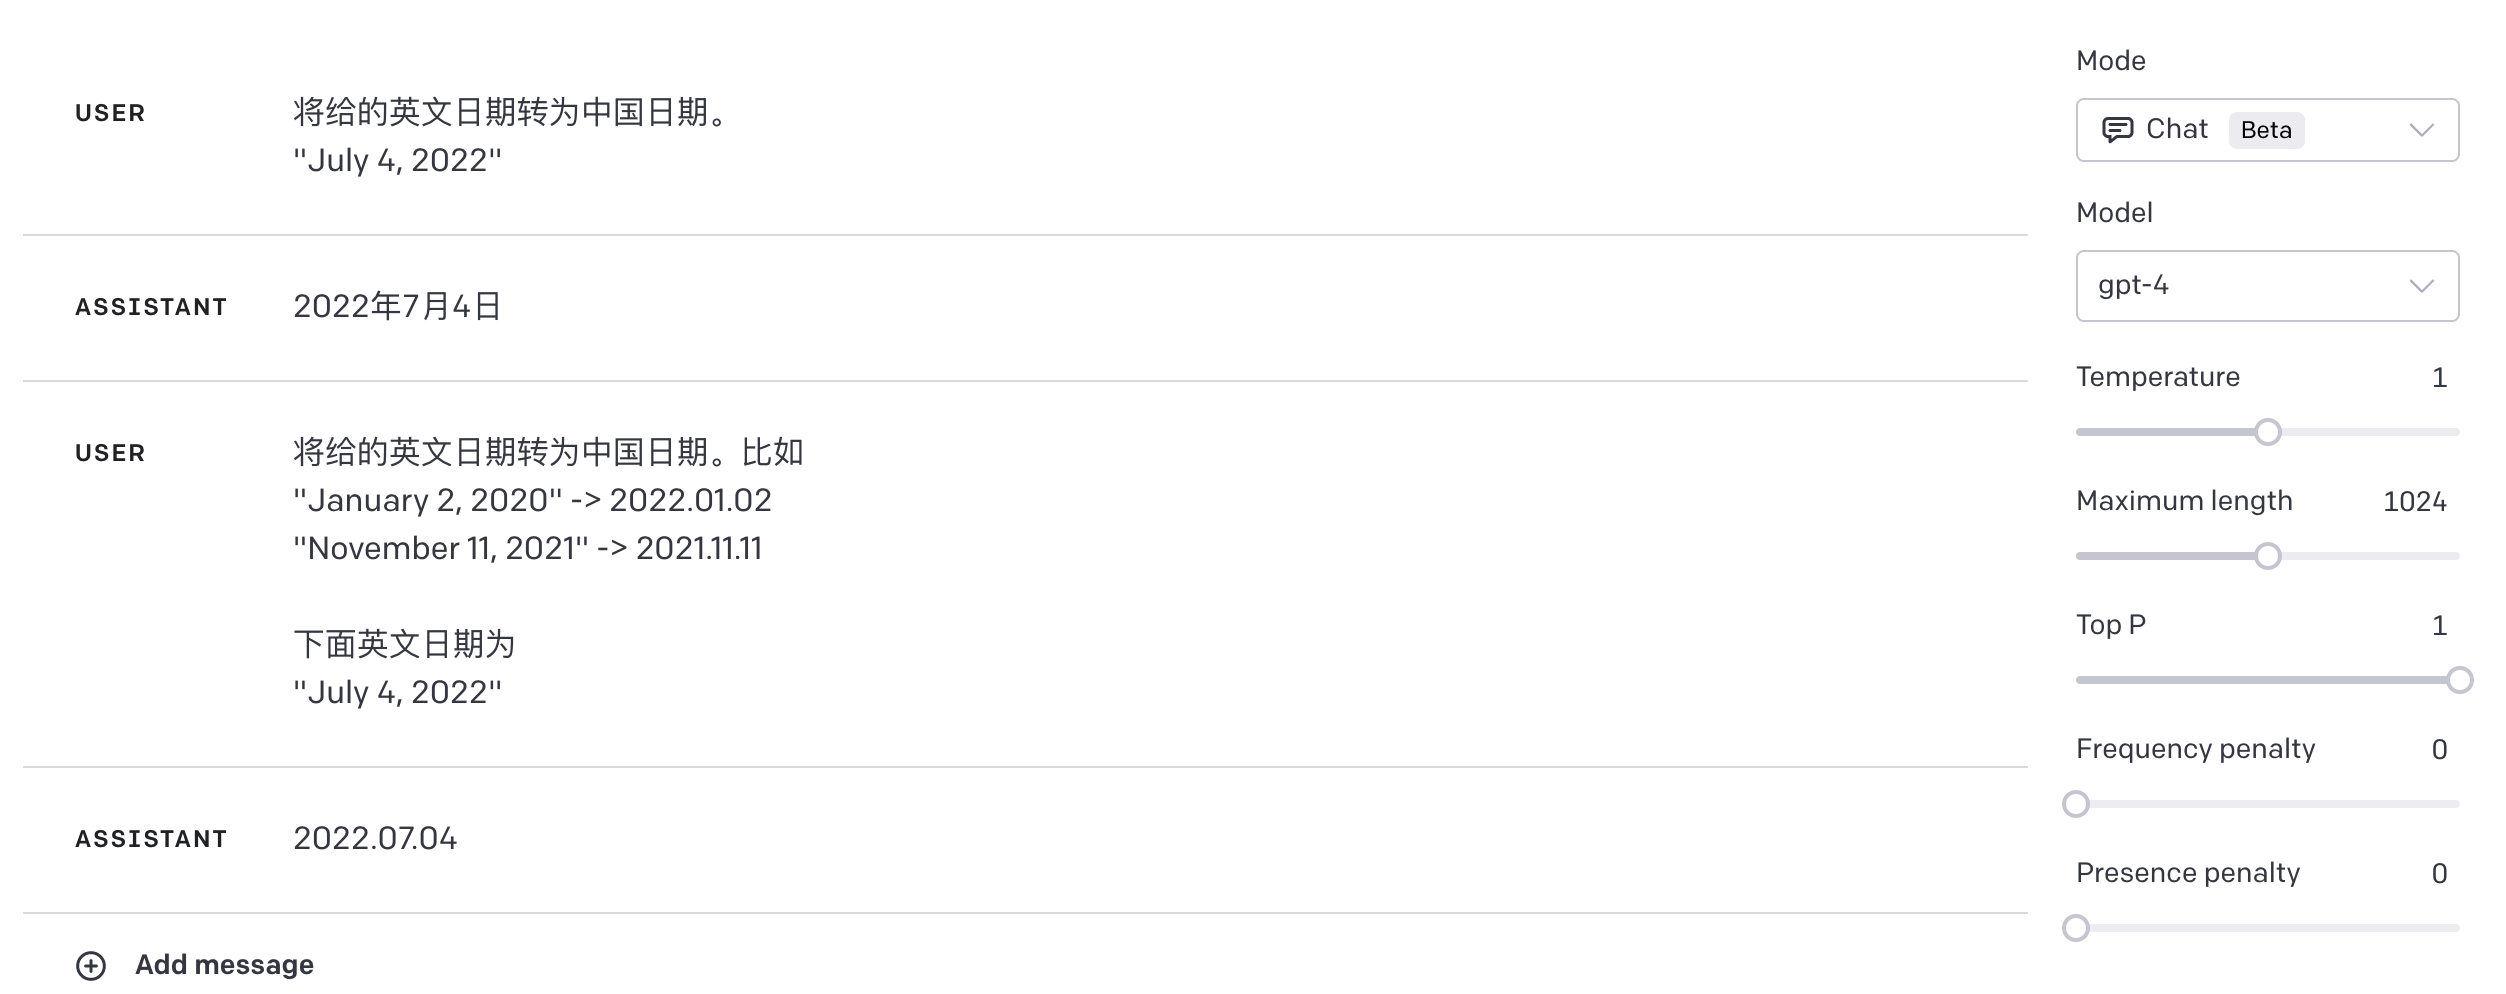 USER
将给的英文日期转为中国日期。
"July 4, 2022"
ASSISTANT
2022年7月4日
USER
将给的英文日期转为中国日期。比如
"January 2, 2020" -> 2022.01.02
"November 11, 2021" -> 2021.11.11
下面英文日期为
"July 4, 2022"
ASSISTANT
2022.07.04
Add message
Mode
Chat Beta
Model
gpt-4
Temperature 1
Maximum length 1024
Top P 1
Frequency penalty 0
Presence penalty 0